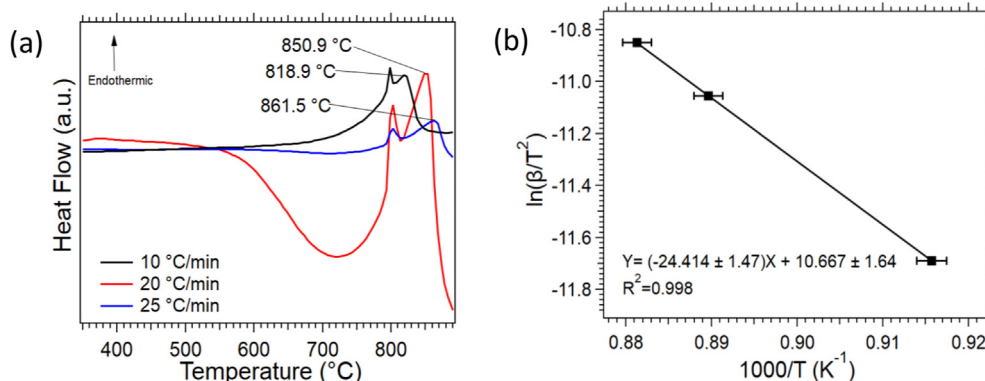 (a)
Endothermic
850.9 °C
818.9 °C
861.5 °C
Heat Flow (a.u.)
10 °C/min
20 °C/min
25 °C/min
400
500
600
700
800
Temperature (°C)
(b)
-10.8
-11.0
-11.2
-11.4
-11.6
-11.8
ln(β/T²)
Y= (-24.414 ± 1.47)X + 10.667 ± 1.64
R²=0.998
0.88
0.89
0.90
0.91
0.92
1000/T (K⁻¹)